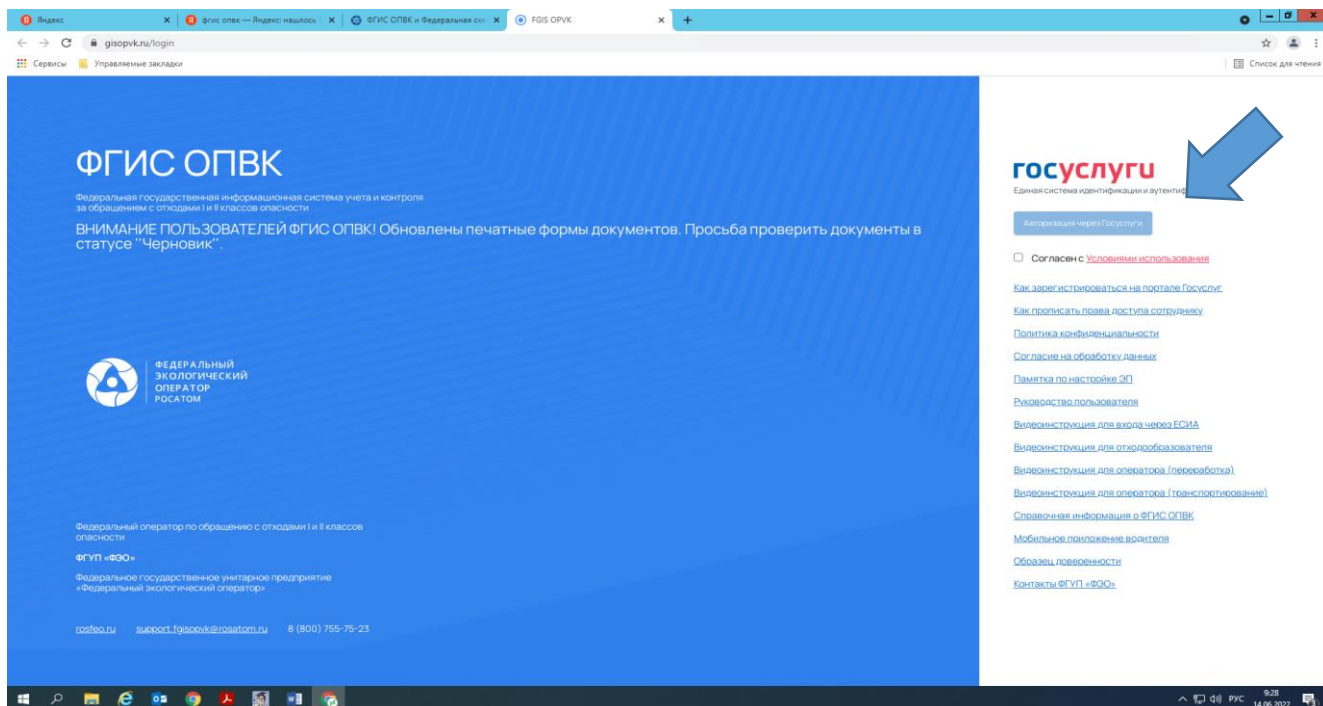 Яндекс
фгис опвк — Яндекс: нашлось
ФГИС ОПВК и Федеральная схе
FGIS OPVK
gisopvk.ru/login
Сервисы
Управляемые закладки
Список для чтения
ФГИС ОПВК
Федеральная государственная информационная система учета и контроля
за обращением с отходами I и II классов опасности
ВНИМАНИЕ ПОЛЬЗОВАТЕЛЕЙ ФГИС ОПВК! Обновлены печатные формы документов. Просьба проверить документы в
статусе "Черновик".
ФЕДЕРАЛЬНЫЙ
ЭКОЛОГИЧЕСКИЙ
ОПЕРАТОР
РОСАТОМ
Федеральный оператор по обращению с отходами I и II классов
опасности
ФГУП «ФЭО»
Федеральное государственное унитарное предприятие
«Федеральный экологический оператор»
rosfeo.ru support.fgisopvk@rosatom.ru 8 (800) 755-75-23
госуслуги
Единая система идентификации и
Авторизация через Госуслуги
Согласен с Условиями использования
Как зарегистрироваться на портале Госуслуг
Как прописать права доступа сотруднику
Политика конфиденциальности
Согласие на обработку данных
Памятка по настройке ЭП
Руководство пользователя
Видеоинструкция для входа через ЕСИА
Видеоинструкция для отходообразователя
Видеоинструкция для оператора (переработка)
Видеоинструкция для оператора (транспортирование)
Справочная информация о ФГИС ОПВК
Мобильное приложение водителя
Образец доверенности
Контакты ФГУП «ФЭО»
РУС
9:28
14.06.2022